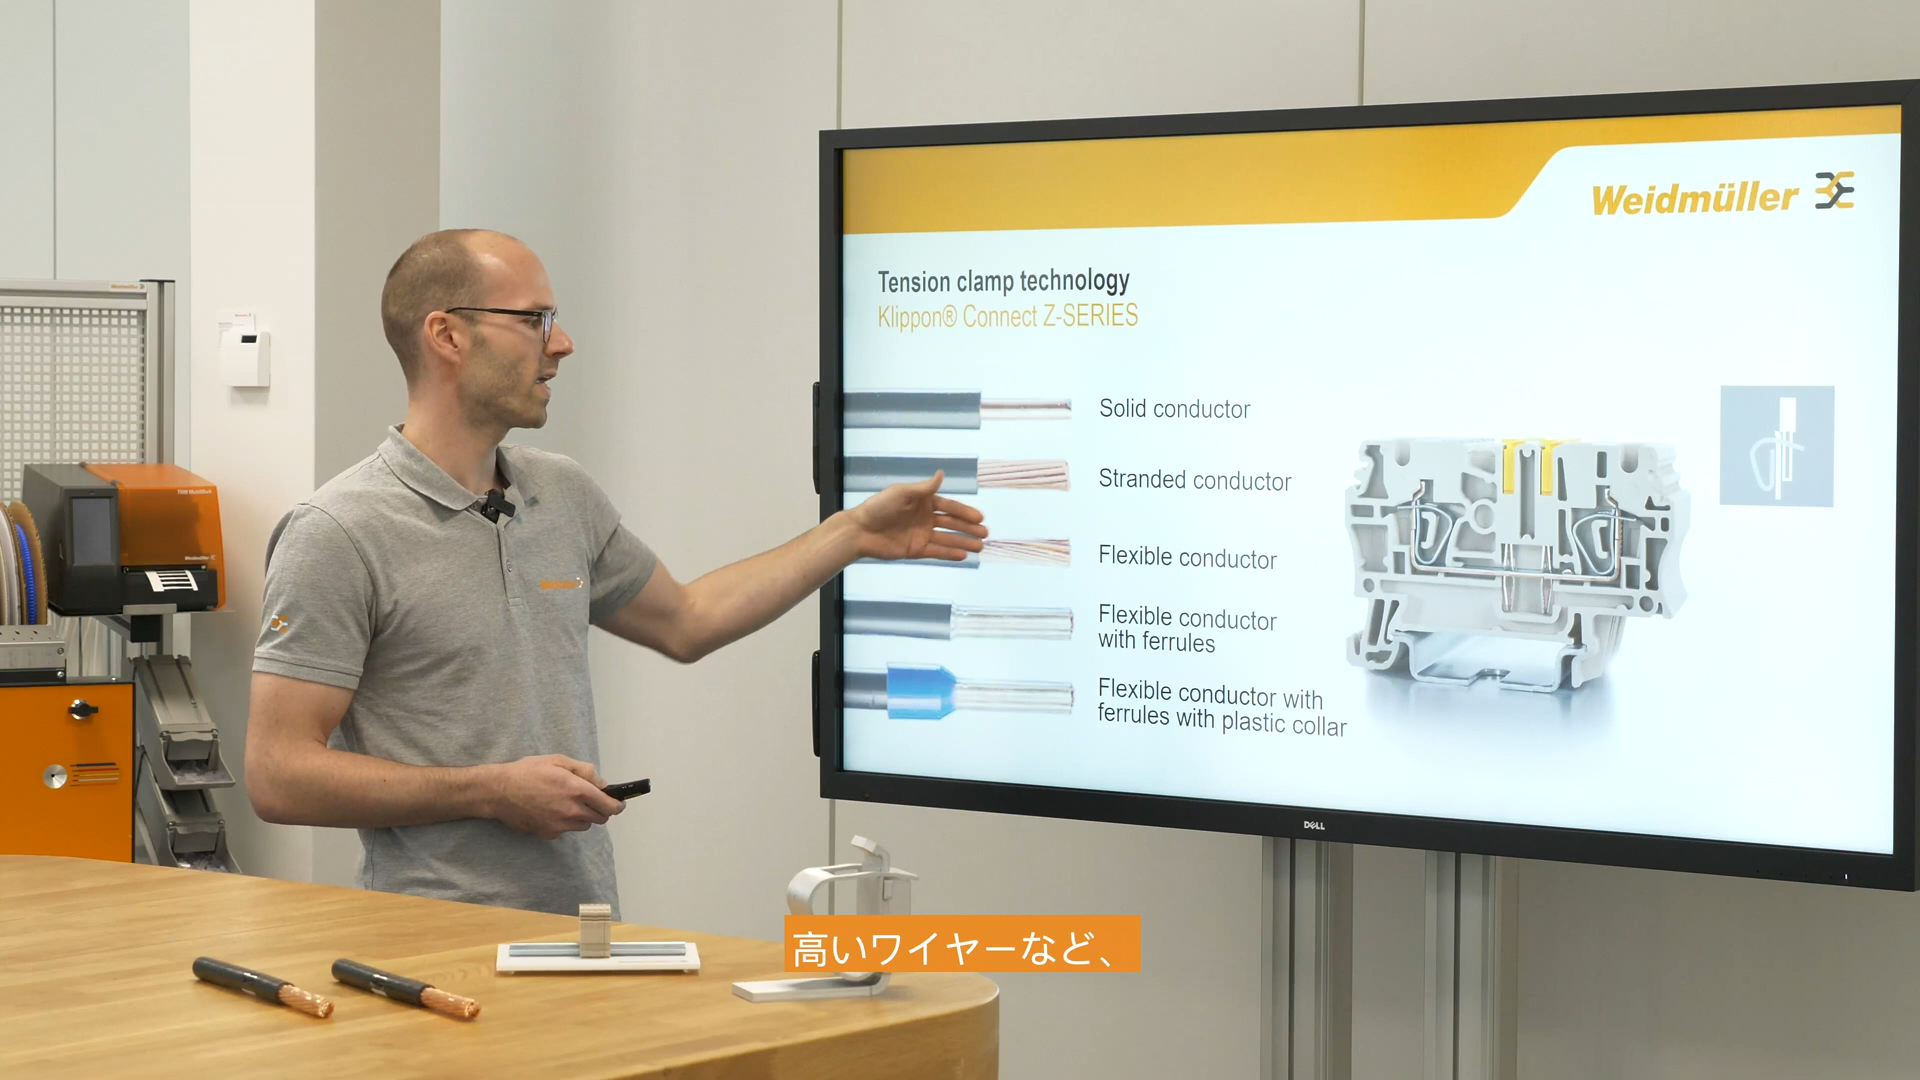 Weidmüller
Tension clamp technology
Klippon® Connect Z-SERIES
Solid conductor
Stranded conductor
Flexible conductor
Flexible conductor
with ferrules
Flexible conductor with
ferrules with plastic collar
DELL
高いワイヤーなど、